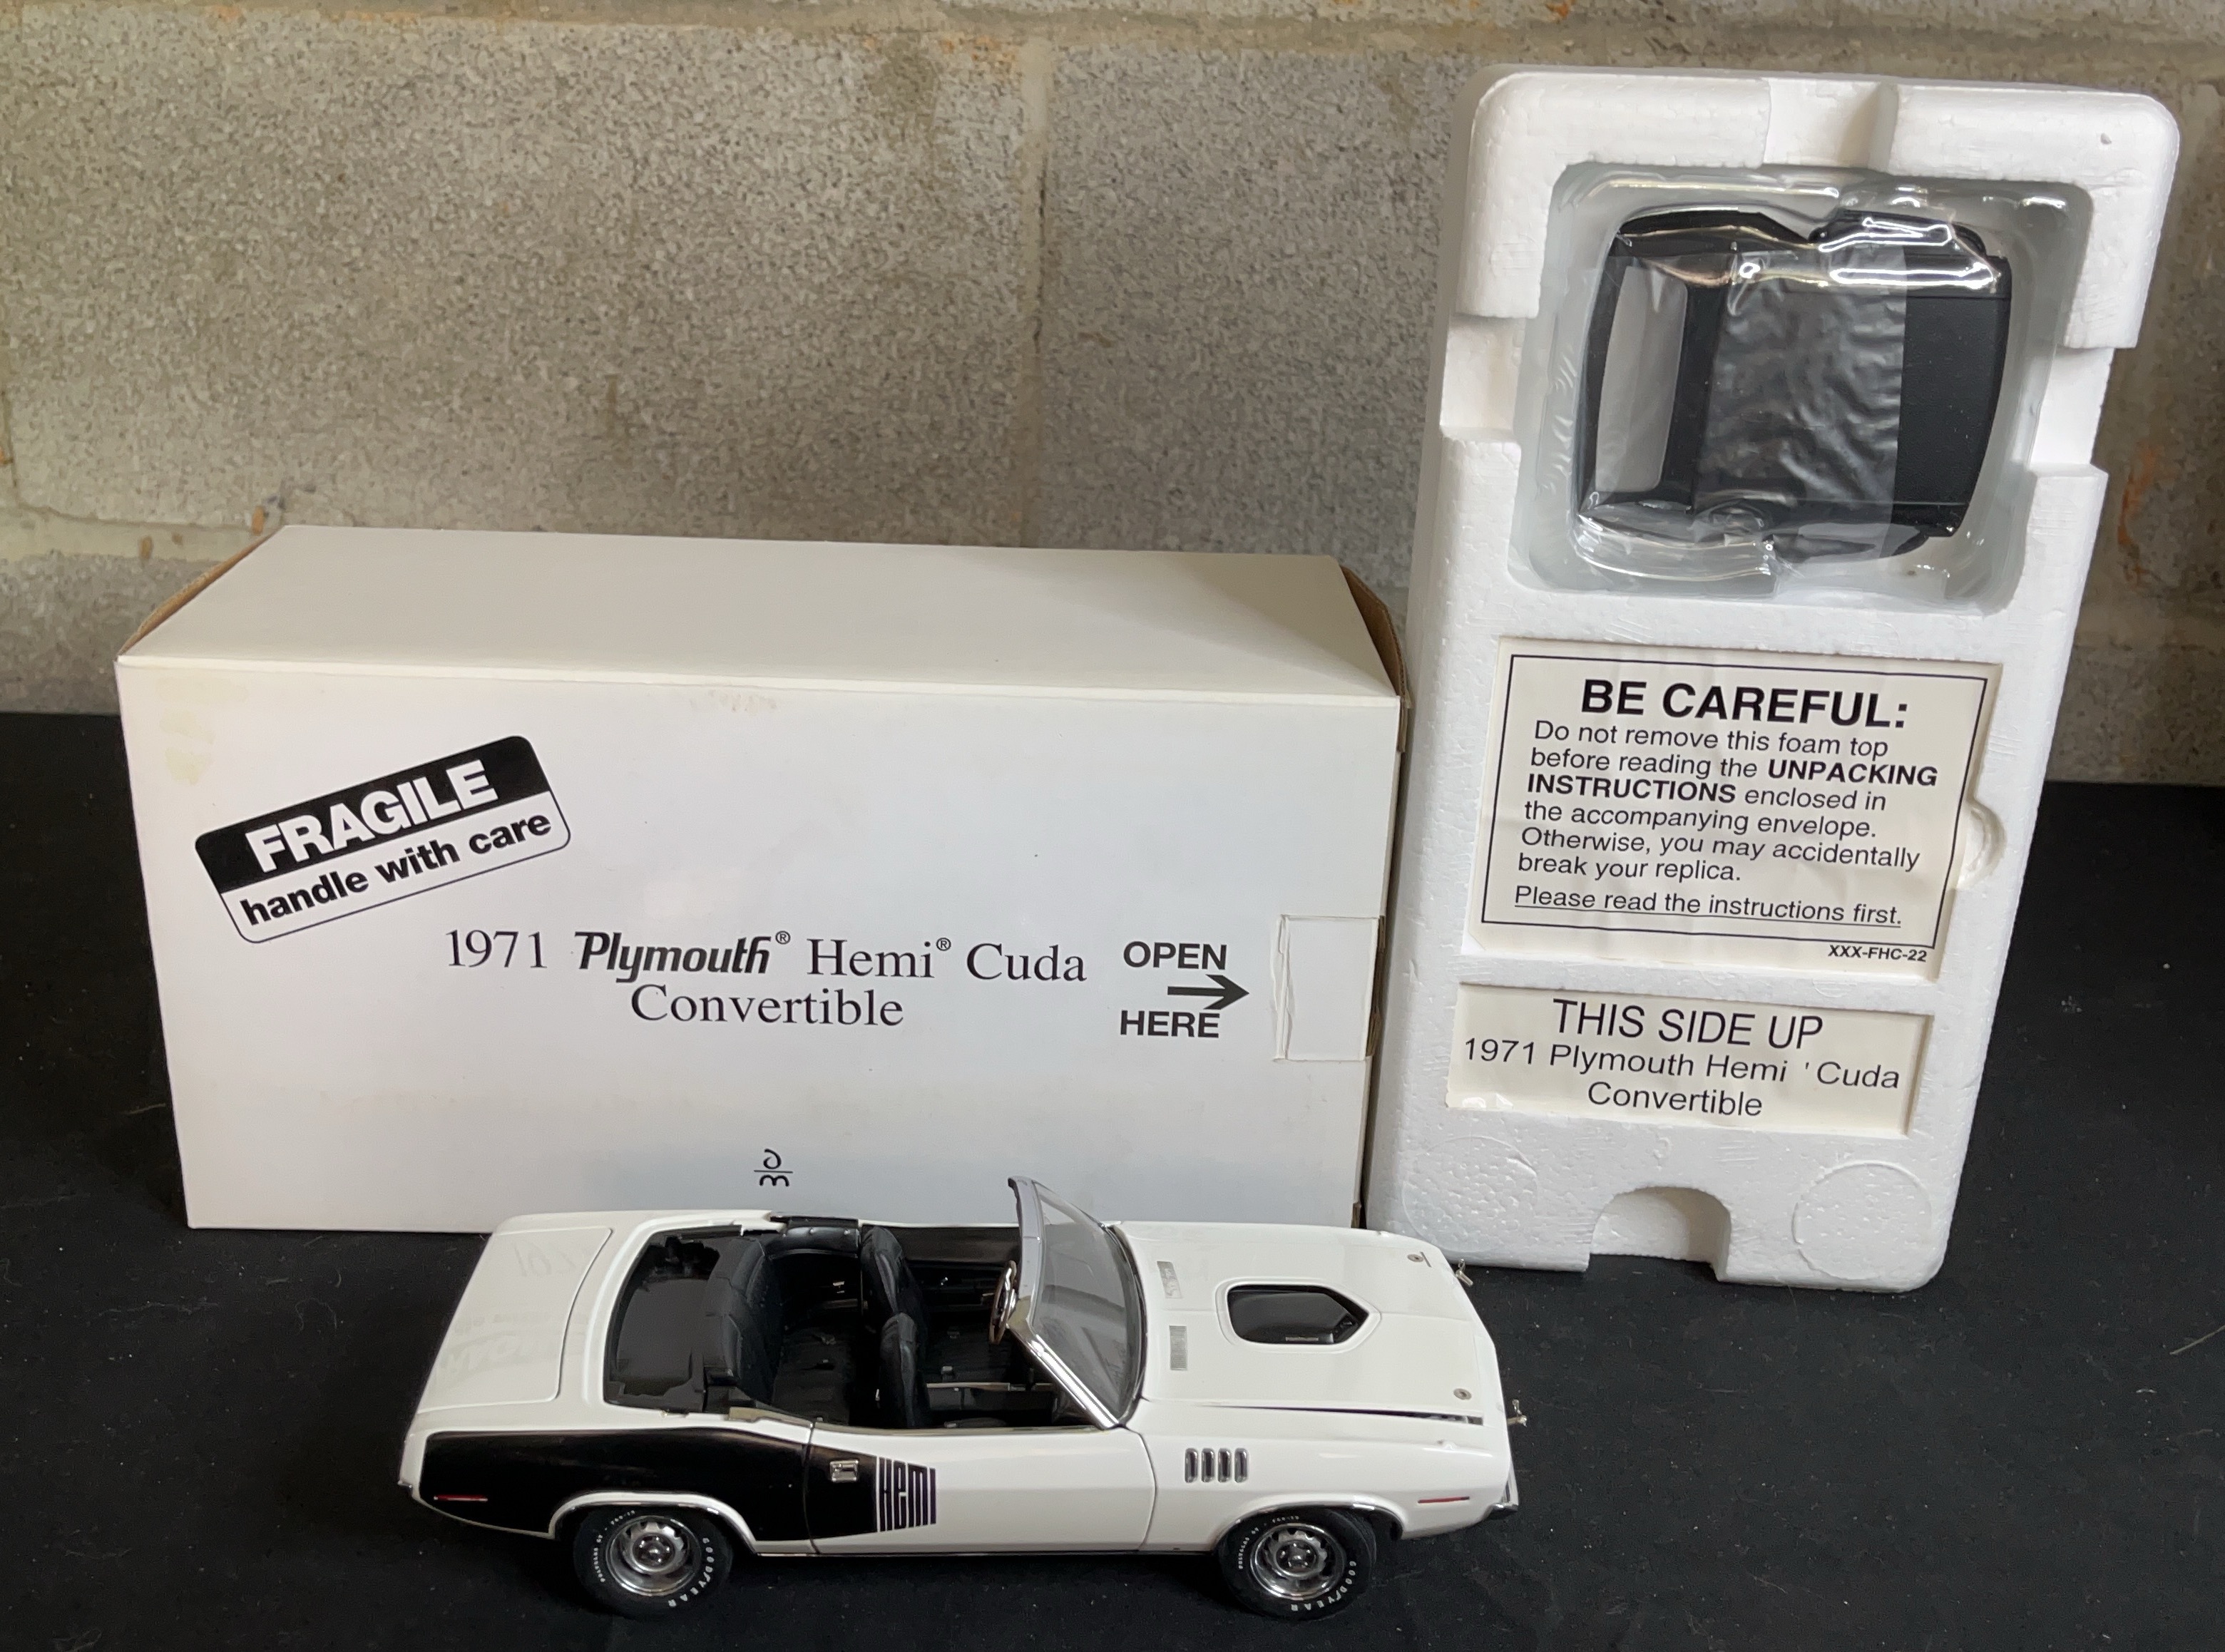 FRAGILE
handle with care
1971 Plymouth® Hemi® Cuda
Convertible
OPEN
HERE
BE CAREFUL:
Do not remove this foam top
before reading the UNPACKING
INSTRUCTIONS enclosed in
the accompanying envelope.
Otherwise, you may accidentally
break your replica.
Please read the instructions first.
XXX-FHC-22
THIS SIDE UP
1971 Plymouth Hemi 'Cuda
Convertible
HEMI
GOODYEAR
GOODYEAR